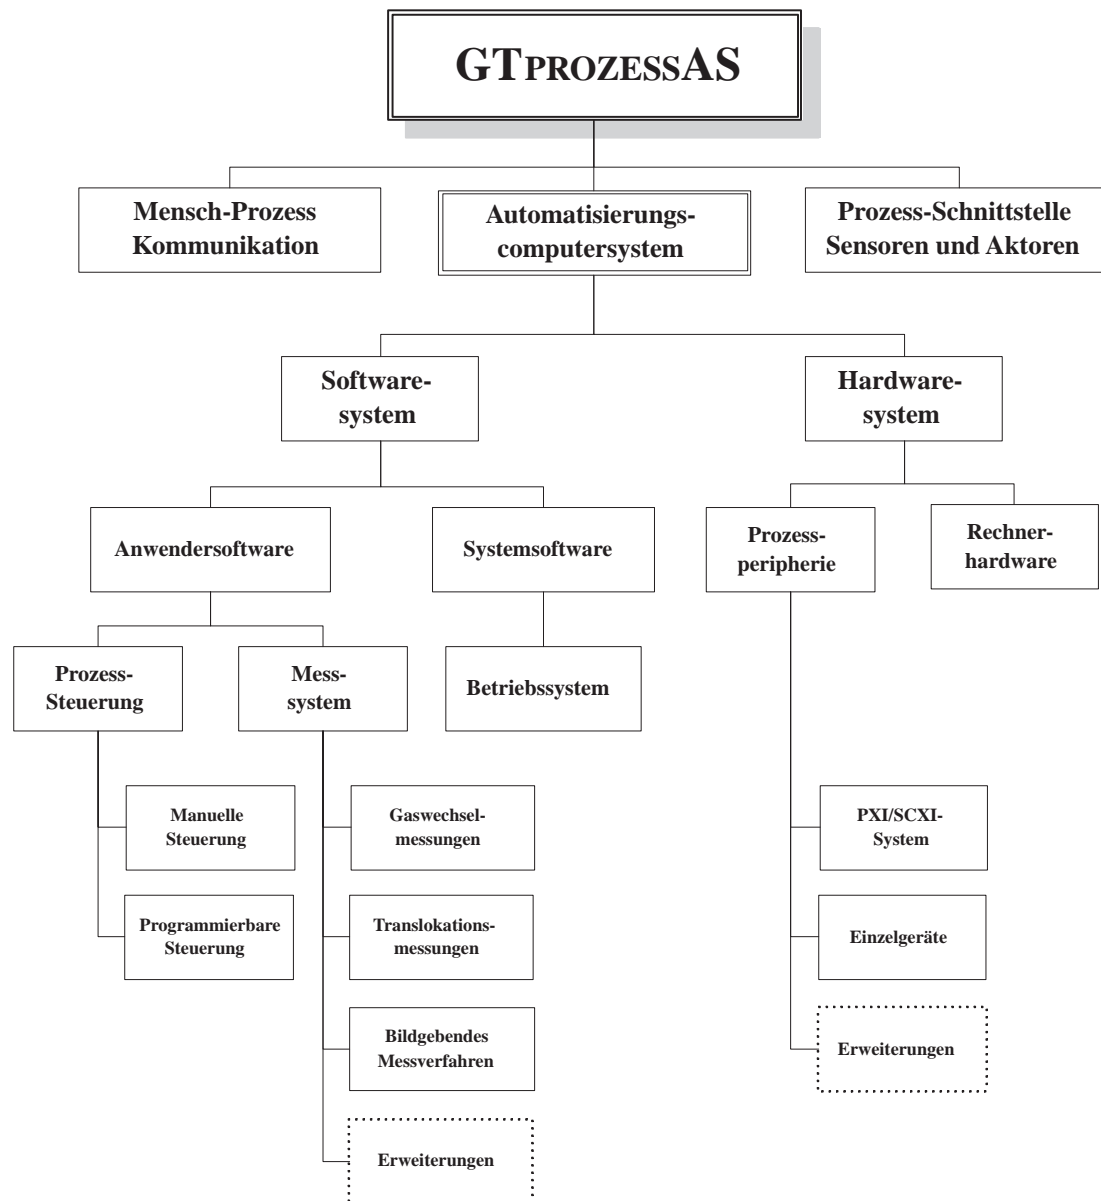 GTPROZESSAS
Mensch-Prozess
Kommunikation
Automatisierungs-
computersystem
Prozess-Schnittstelle
Sensoren und Aktoren
Software-
system
Hardware-
system
Anwendersoftware
Systemsoftware
Prozess-
peripherie
Rechner-
hardware
Prozess-
Steuerung
Mess-
system
Betriebssystem
Manuelle
Steuerung
Gaswechsel-
messungen
PXI/SCXI-
System
Programmierbare
Steuerung
Translokations-
messungen
Einzelgeräte
Bildgebendes
Messverfahren
Erweiterungen
Erweiterungen